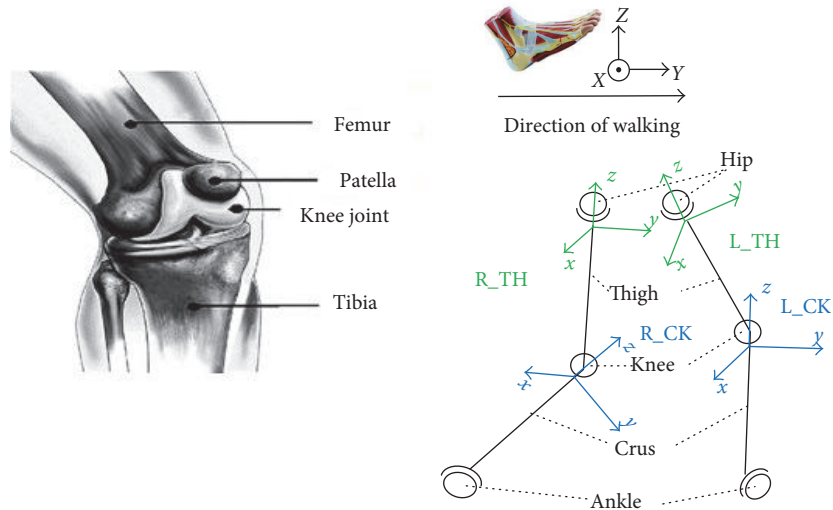 Femur
Patella
Knee joint
Tibia
Z
X
Y
Direction of walking
Hip
z
y
x
R_TH
z
y
x
L_TH
Thigh
z
y
x
R_CK
z
y
x
L_CK
Knee
Crus
Ankle